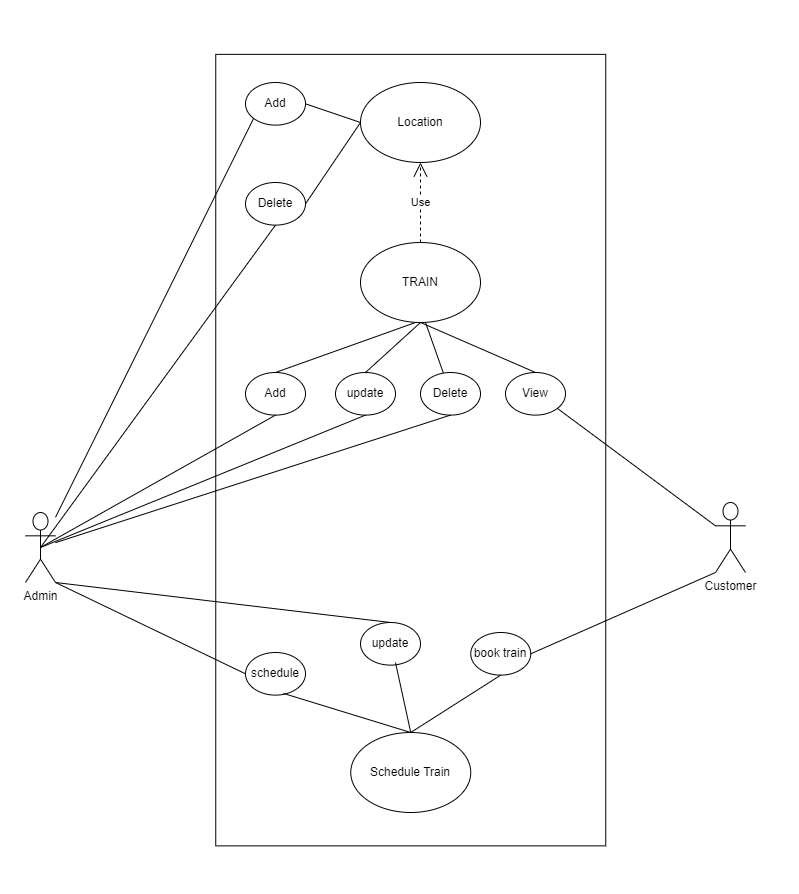 Add
Location
Delete
Use
TRAIN
Add
update
Delete
View
Admin
Customer
update
book train
schedule
Schedule Train